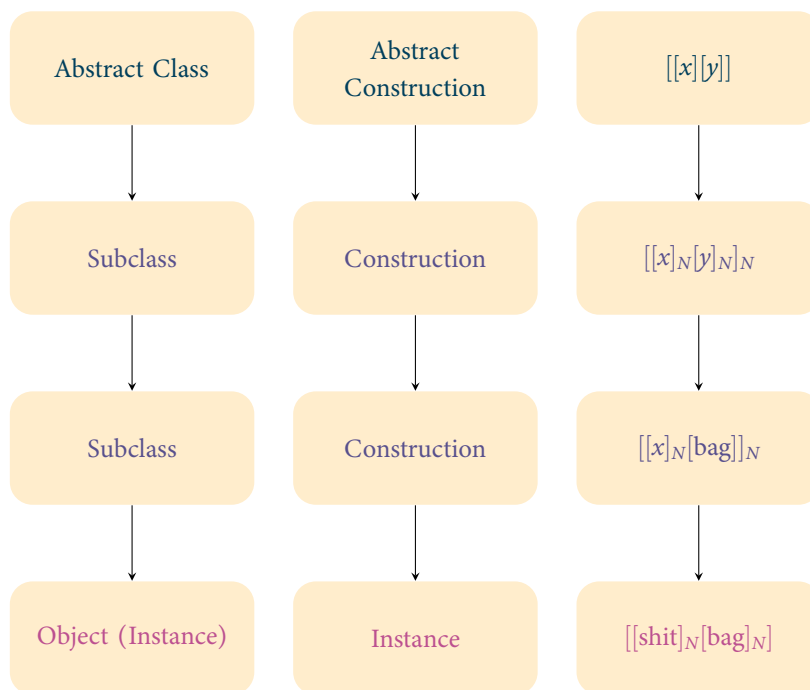 Abstract Class
Abstract
Construction
[[x][y]]
Subclass
Construction
[[x]N[y]N]N
Subclass
Construction
[[x]N[bag]]N
Object (Instance)
Instance
[[shit]N[bag]N]